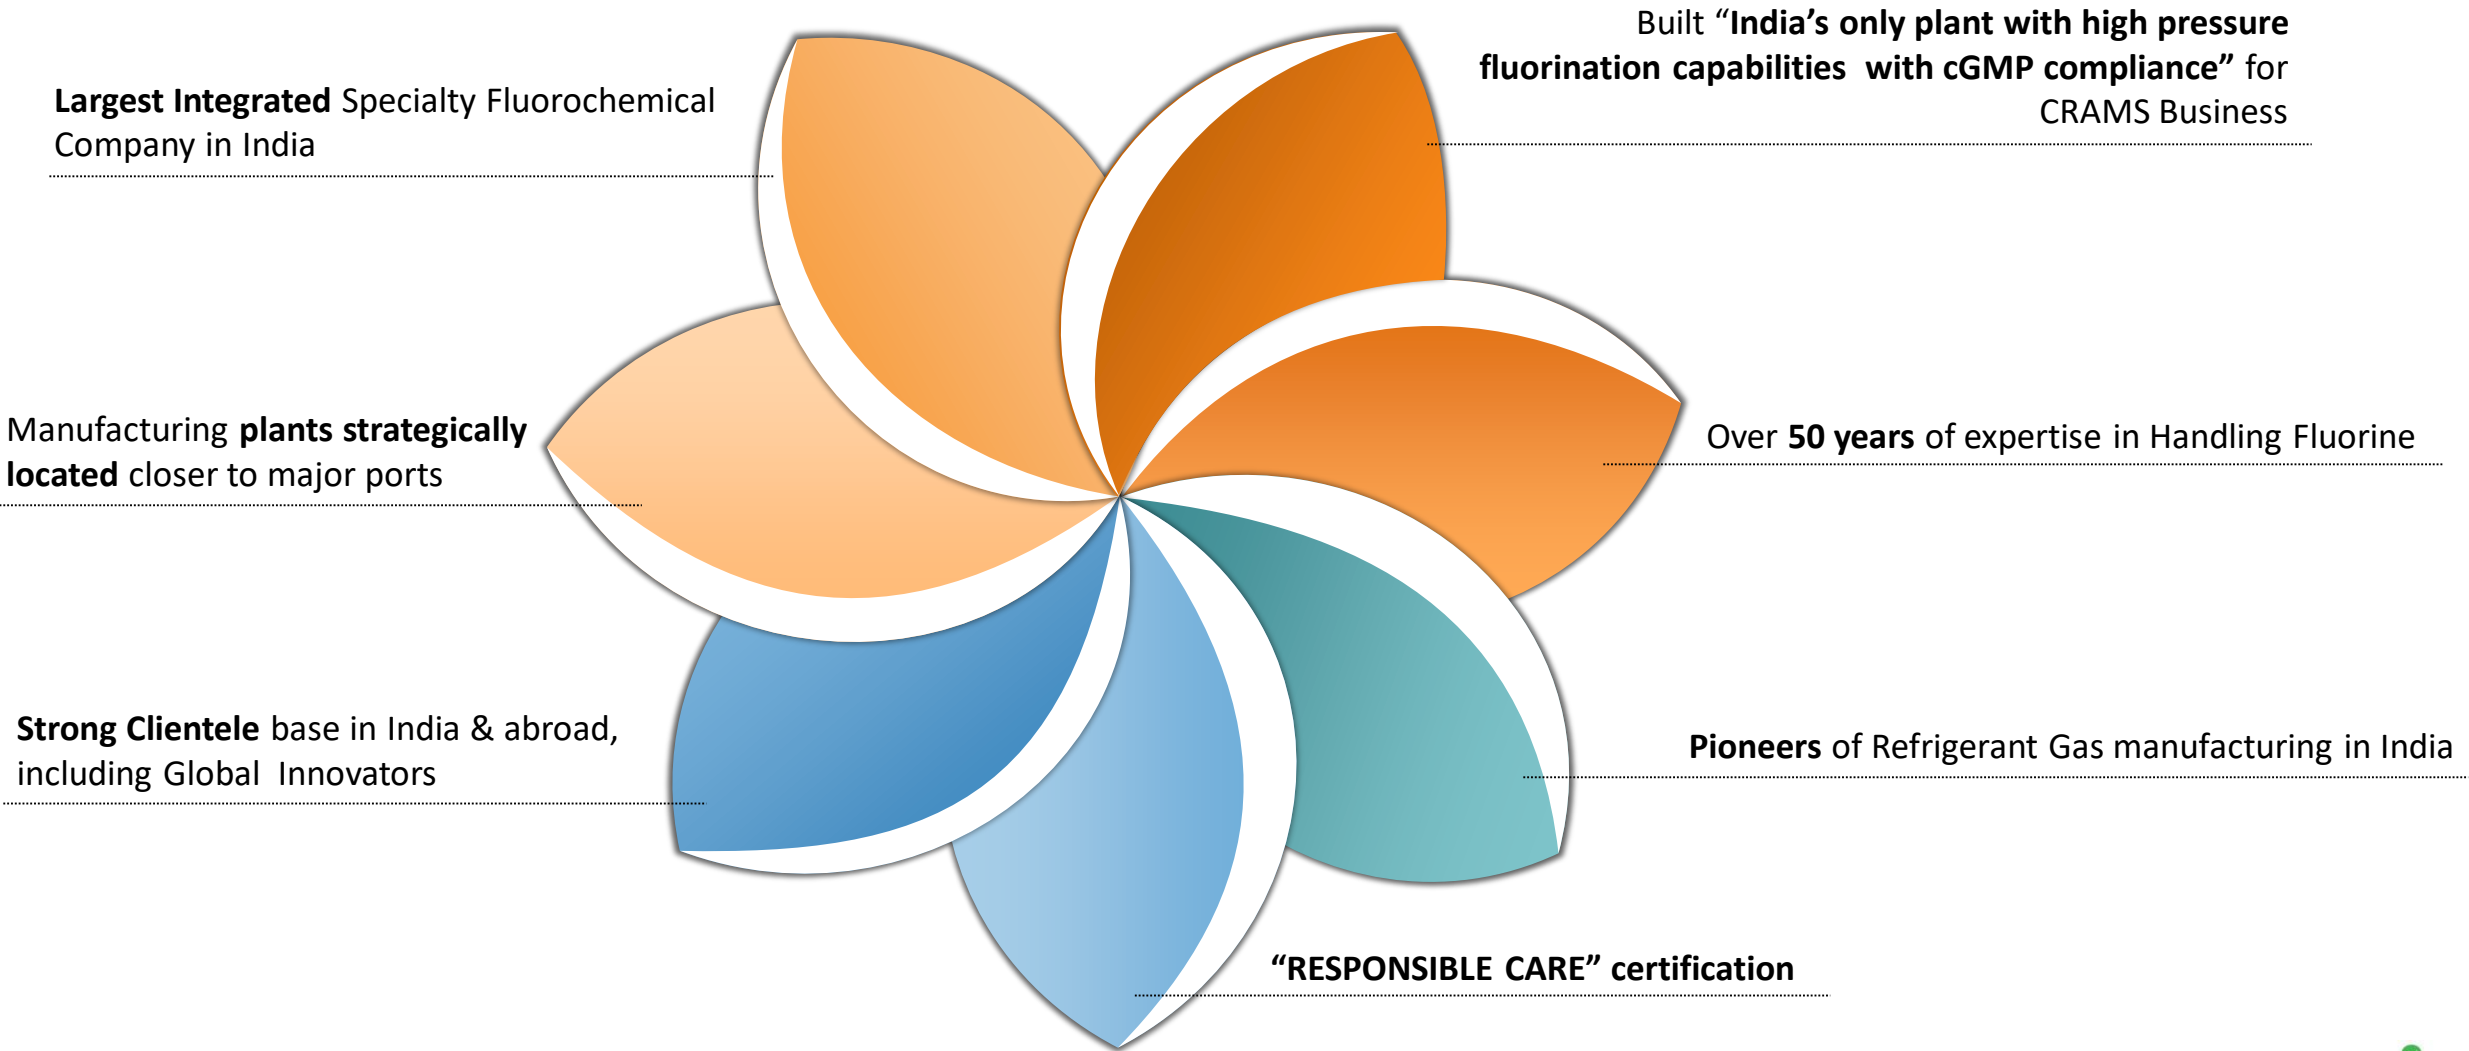 Built “India’s only plant with high pressure
fluorination capabilities with cGMP compliance” for
CRAMS Business
Largest Integrated Specialty Fluorochemical
Company in India
Manufacturing plants strategically
located closer to major ports
Over 50 years of expertise in Handling Fluorine
Strong Clientele base in India & abroad,
including Global Innovators
Pioneers of Refrigerant Gas manufacturing in India
“RESPONSIBLE CARE” certification